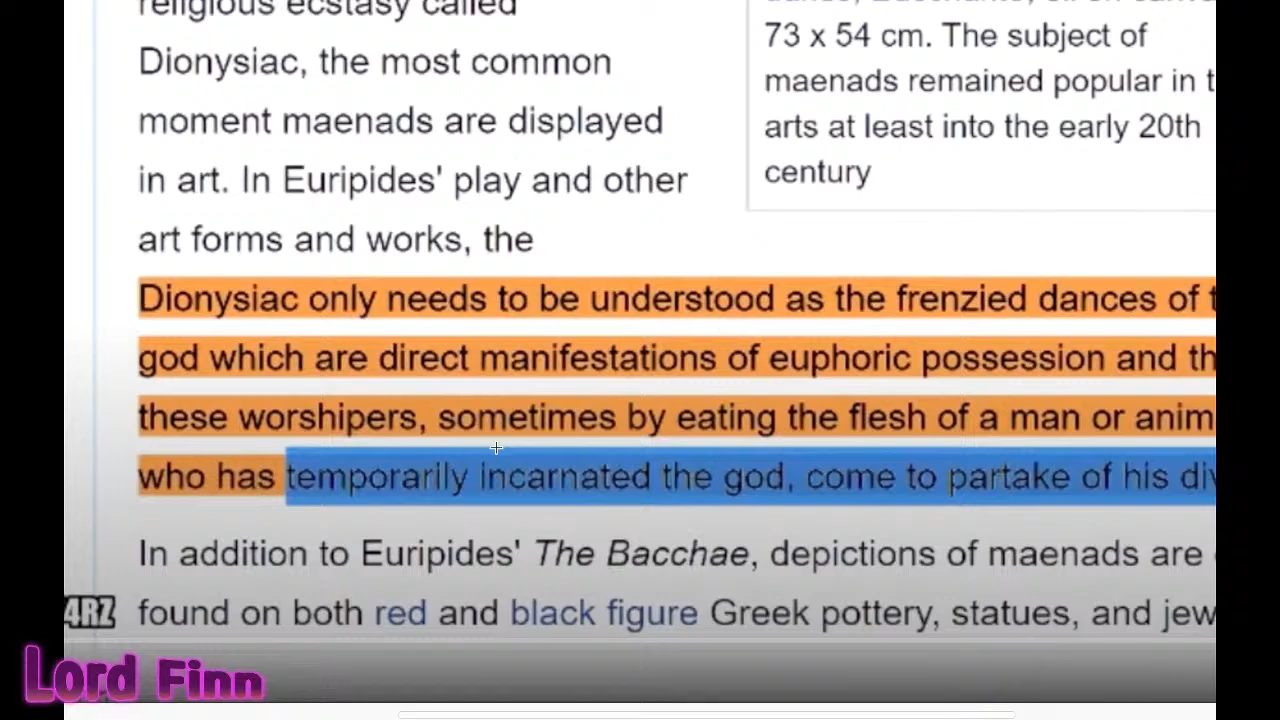 religious ecstasy called
Dionysiac, the most common
moment maenads are displayed
in art. In Euripides' play and other
art forms and works, the
Dionysiac only needs to be understood as the frenzied dances of
god which are direct manifestations of euphoric possession and
these worshipers, sometimes by eating the flesh of a man or
who has temporarily incarnated the god, come to partake of his
In addition to Euripides' The Bacchae, depictions of maenads are
found on both red and black figure Greek pottery, statues, and
73 x 54 cm. The subject of
maenads remained popular in
arts at least into the early 20th
century
4RZ
Lord Finn